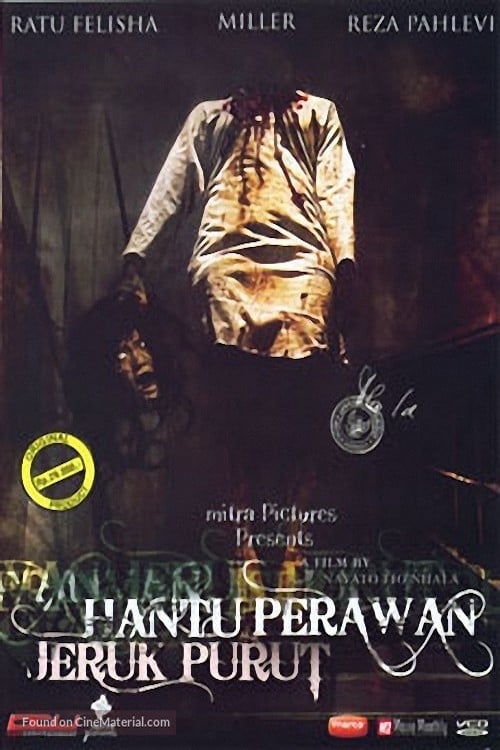 RATU FELISHA MILLER REZA PAHLEVI
ORIGINAL
PRODUCT
mitra Pictures
Presents
A FILM BY
NAYATO FIO NUALA
HANTU PERAWAN
JERUK PURUT
Found on CineMaterial.com
VCD